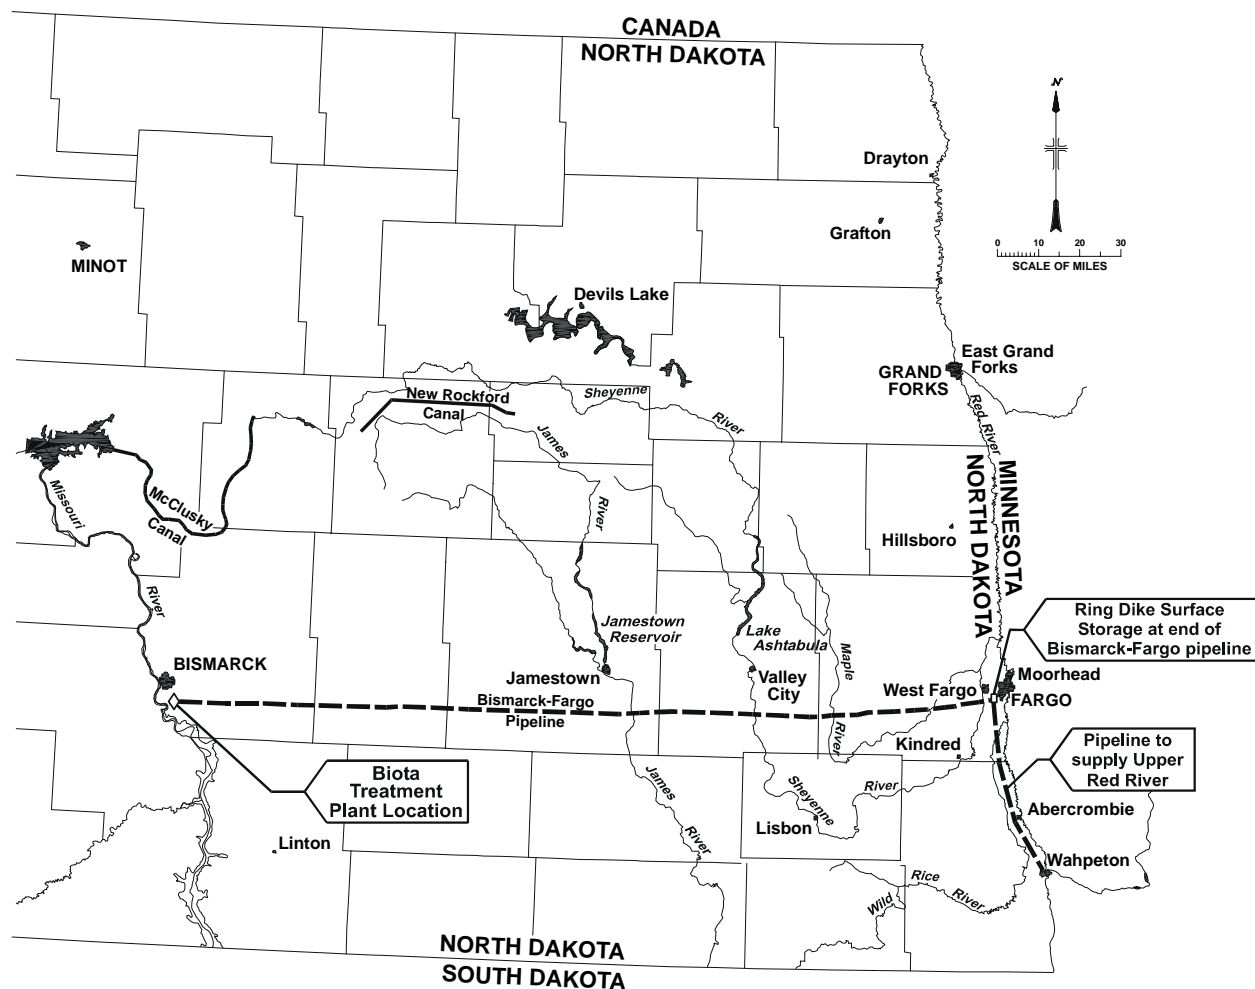 CANADA
NORTH DAKOTA
N
Drayton
0 10 20 30
SCALE OF MILES
Grafton
MINOT
Devils Lake
East Grand
Forks
GRAND
FORKS
Red River
New Rockford
Canal
Sheyenne
River
James
River
Missouri
River
McClusky
Canal
MINNESOTA
NORTH DAKOTA
Hillsboro
Ring Dike Surface
Storage at end of
Bismarck-Fargo pipeline
Jamestown
Reservoir
Lake
Ashtabula
Maple
River
BISMARCK
Jamestown
Valley
City
West Fargo
Moorhead
FARGO
Bismarck-Fargo
Pipeline
Kindred
Pipeline to
supply Upper
Red River
Biota
Treatment
Plant Location
James
River
Sheyenne
River
Lisbon
Abercrombie
Linton
Wahpeton
Wild
Rice
River
NORTH DAKOTA
SOUTH DAKOTA